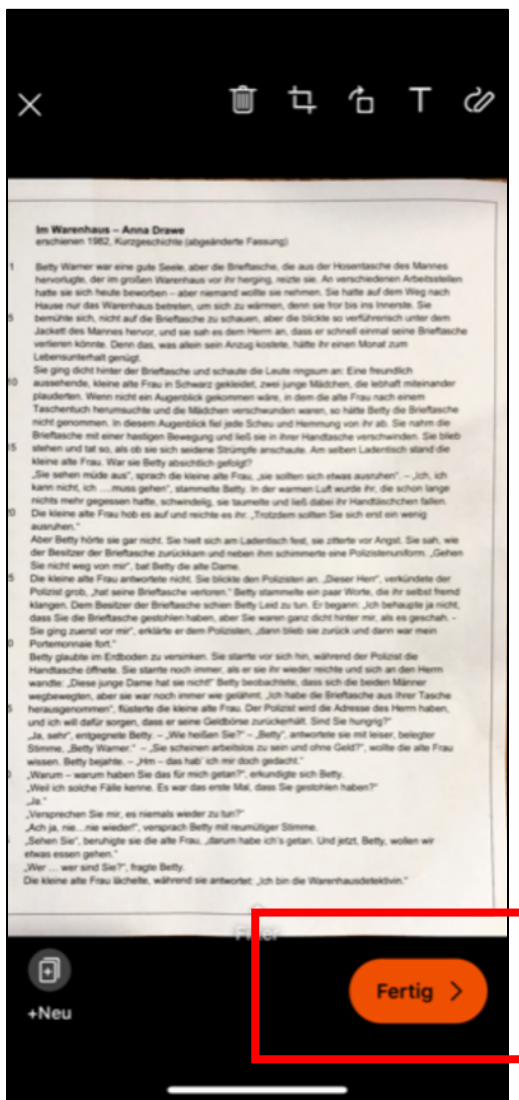 Im Warenhaus – Anna Drawe
erschienen 1982, Kurzgeschichte (abgeänderte Fassung)
1 Betty Warner war eine gute Seele, aber die Brieftasche, die aus der Hosentasche des Mannes
hervorlugte, der im großen Warenhaus vor ihr herging, reizte sie. An verschiedenen Arbeitsstellen
hatte sie sich heute beworben – aber niemand wollte sie nehmen. Sie hatte auf dem Weg nach
Hause nur das Warenhaus betreten, um sich zu wärmen, denn sie fror bis ins Innerste. Sie
5 bemühte sich, nicht auf die Brieftasche zu schauen, aber die blickte so verführerisch unter dem
Jackett des Mannes hervor, und sie sah es dem Herrn an, dass er schnell einmal seine Brieftasche
verlieren könnte. Denn das, was allein sein Anzug kostete, hätte ihr einen Monat zum
Lebensunterhalt genügt.
Sie ging dicht hinter der Brieftasche und schaute die Leute ringsum an: Eine freundlich
10 aussehende, kleine alte Frau in Schwarz gekleidet, zwei junge Mädchen, die lebhaft miteinander
plauderten. Wenn nicht ein Augenblick gekommen wäre, in dem die alte Frau nach einem
Taschentuch herumsuchte und die Mädchen verschwunden waren, so hätte Betty die Brieftasche
nicht genommen. In diesem Augenblick fiel jede Scheu und Hemmung von ihr ab. Sie nahm die
Brieftasche mit einer hastigen Bewegung und ließ sie in ihrer Handtasche verschwinden. Sie blieb
15 stehen und tat so, als ob sie sich seidene Strümpfe anschaute. Am selben Ladentisch stand die
kleine alte Frau. War sie Betty absichtlich gefolgt?
„Sie sehen müde aus“, sprach die kleine alte Frau, „sie sollten sich etwas ausruhen“. – „Ich, ich
kann nicht, ich ....muss gehen“, stammelte Betty. In der warmen Luft wurde ihr, die schon lange
nichts mehr gegessen hatte, schwindelig, sie taumelte und ließ dabei ihr Handtäschchen fallen.
20 Die kleine alte Frau hob es auf und reichte es ihr. „Trotzdem sollten Sie sich erst ein wenig
ausruhen.“
Aber Betty hörte sie gar nicht. Sie hielt sich am Ladentisch fest, sie zitterte vor Angst. Sie sah, wie
der Besitzer der Brieftasche zurückkam und neben ihm schimmerte eine Polizistenuniform. „Gehen
Sie nicht weg von mir“, bat Betty die alte Dame.
25 Die kleine alte Frau antwortete nicht. Sie blickte den Polizisten an. „Dieser Herr“, verkündete der
Polizist grob, „hat seine Brieftasche verloren.“ Betty stammelte ein paar Worte, die ihr selbst fremd
klangen. Dem Besitzer der Brieftasche schien Betty Leid zu tun. Er begann: „Ich behaupte ja nicht,
dass Sie die Brieftasche gestohlen haben, aber Sie waren ganz dicht hinter mir, als es geschah. -
Sie ging zuerst vor mir“, erklärte er dem Polizisten, „dann blieb sie zurück und dann war mein
0 Portemonnaie fort.“
Betty glaubte im Erdboden zu versinken. Sie starrte vor sich hin, während der Polizist die
Handtasche öffnete. Sie starrte noch immer, als er sie ihr wieder reichte und sich an den Herrn
wandte: „Diese junge Dame hat sie nicht!“ Betty beobachtete, dass sich die beiden Männer
wegbewegten, aber sie war noch immer wie gelähmt. „Ich habe die Brieftasche aus Ihrer Tasche
5 herausgenommen“, flüsterte die kleine alte Frau. Der Polizist wird die Adresse des Herrn haben,
und ich will dafür sorgen, dass er seine Geldbörse zurückerhält. Sind Sie hungrig?“
„Ja, sehr“, entgegnete Betty. – „Wie heißen Sie?“ – „Betty“, antwortete sie mit leiser, belegter
Stimme, „Betty Warner.“ – „Sie scheinen arbeitslos zu sein und ohne Geld?“, wollte die alte Frau
wissen. Betty bejahte. – „Hm – das hab' ich mir doch gedacht.“
„Warum – warum haben Sie das für mich getan?“, erkundigte sich Betty.
„Weil ich solche Fälle kenne. Es war das erste Mal, dass Sie gestohlen haben?“
„Ja.“
„Versprechen Sie mir, es niemals wieder zu tun?“
„Ach ja, nie...nie wieder!“, versprach Betty mit reumütiger Stimme.
„Sehen Sie“, beruhigte sie die alte Frau, „darum habe ich's getan. Und jetzt, Betty, wollen wir
etwas essen gehen.“
„Wer ... wer sind Sie?“, fragte Betty.
Die kleine alte Frau lächelte, während sie antwortet: „Ich bin die Warenhausdetektivin.“
Filter
+Neu
Fertig